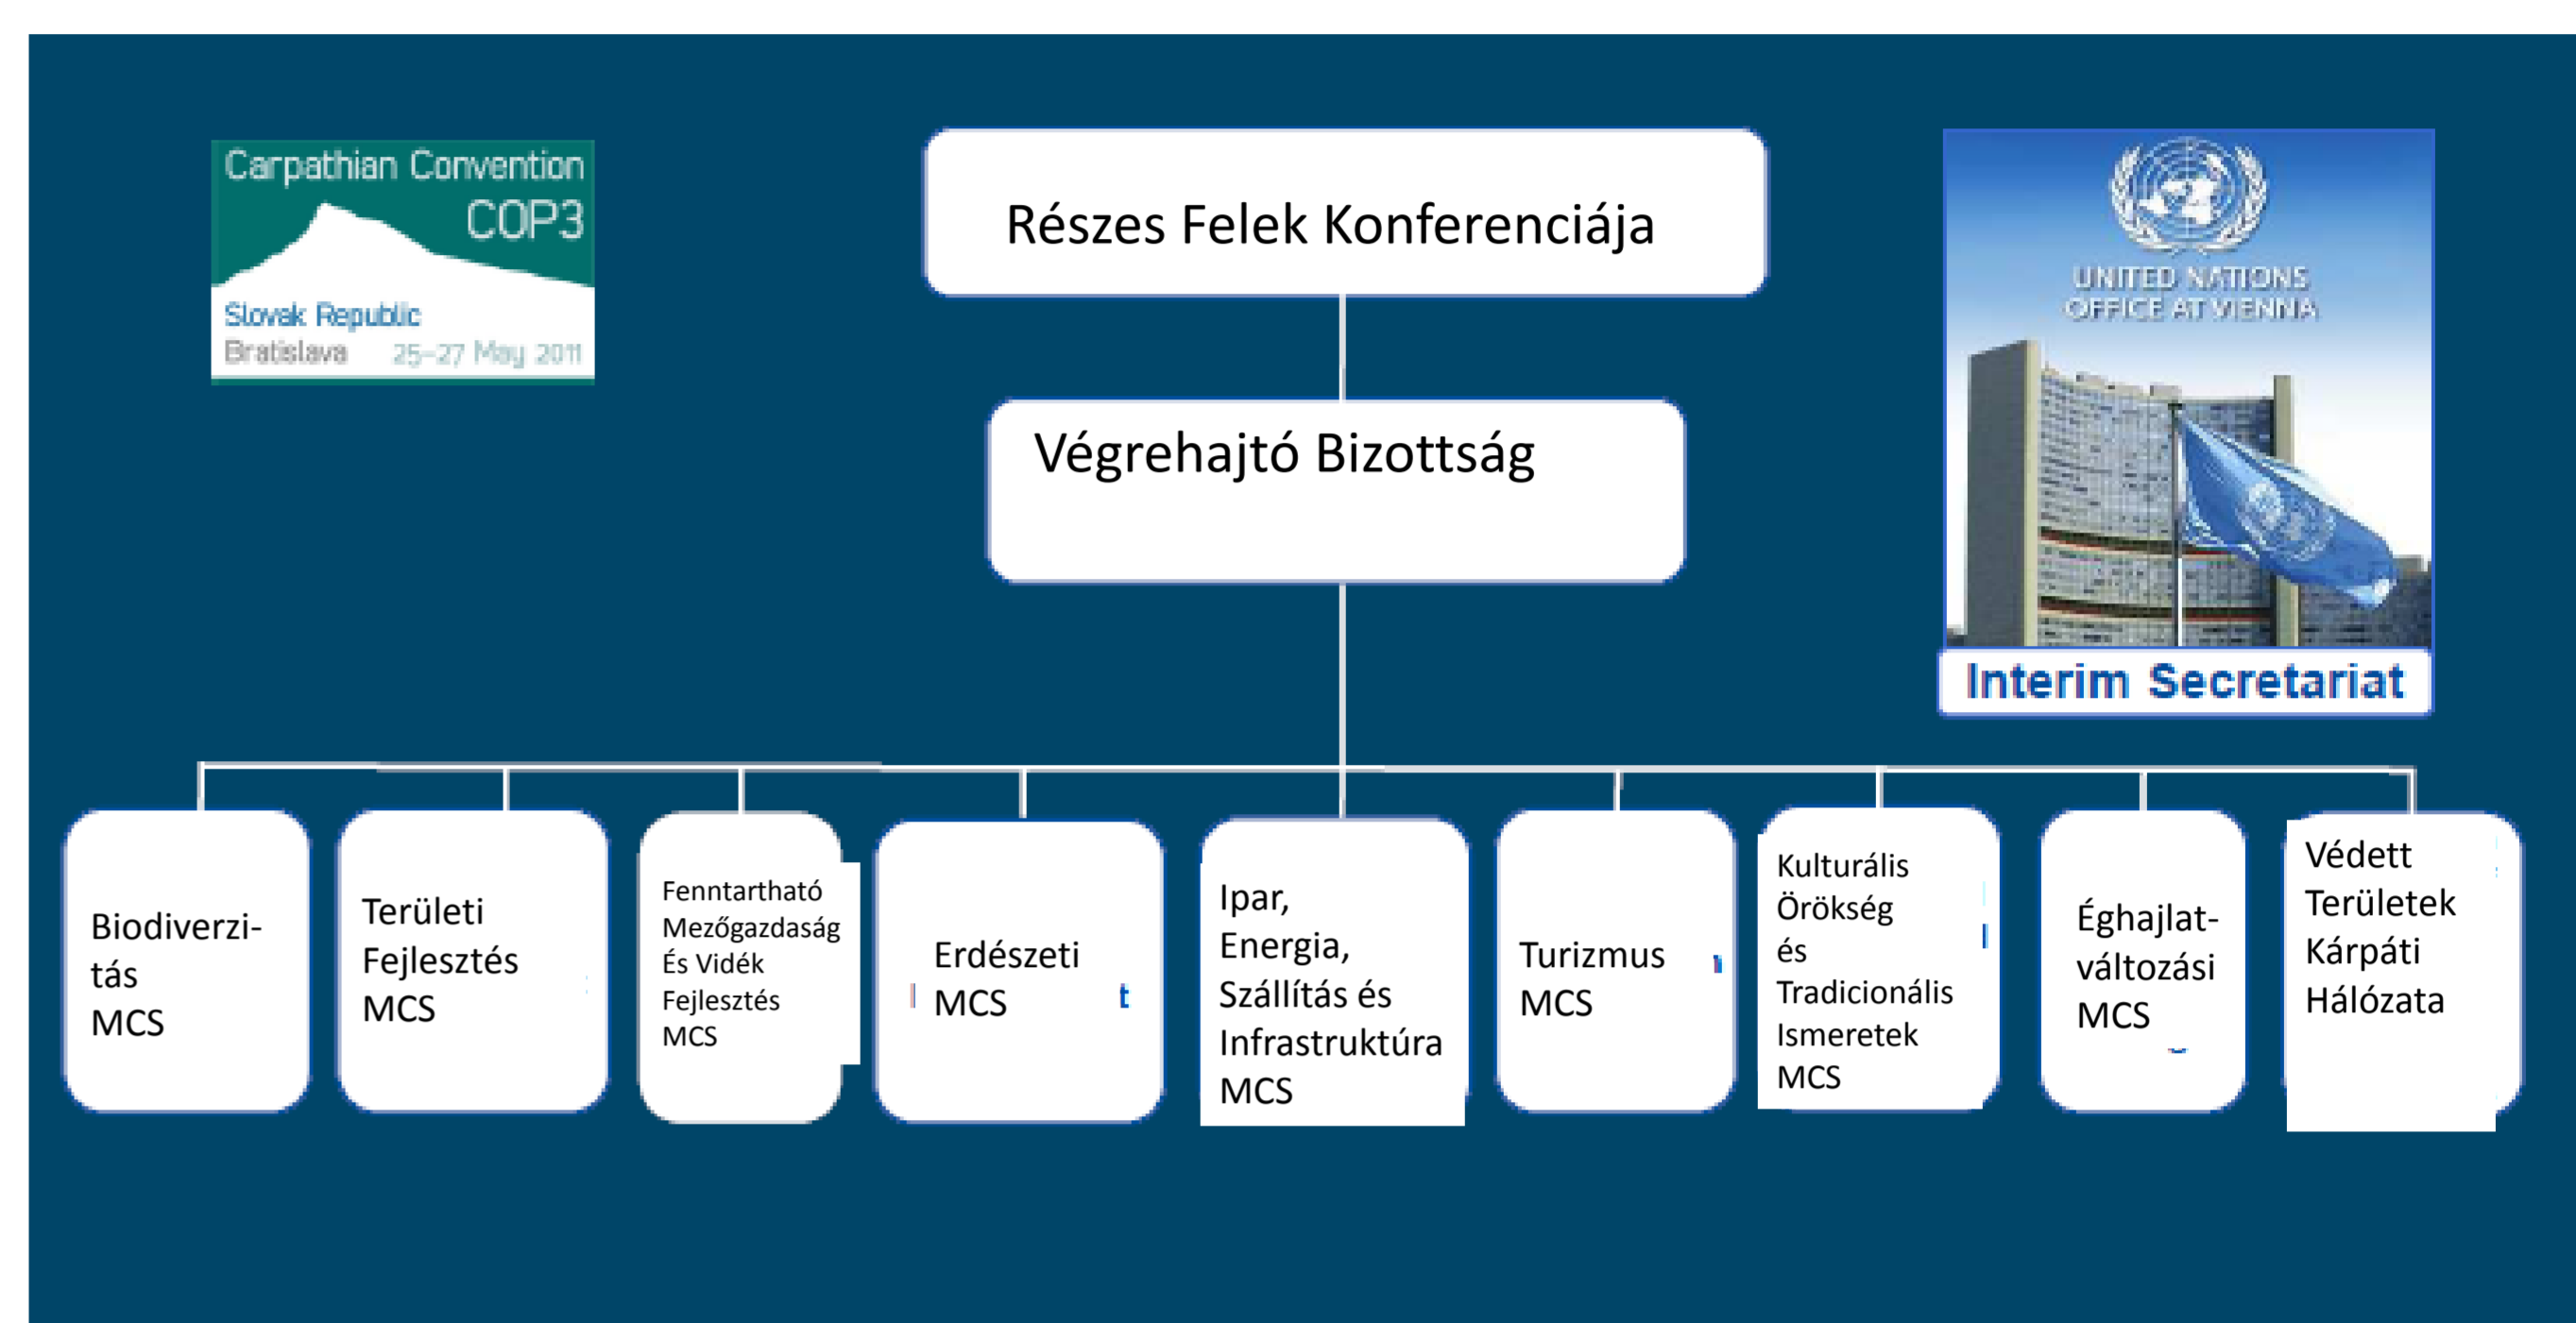 Carpathian Convention
COP3
Slovak Republic
Bratislava 25–27 May 2011
Részes Felek Konferenciája
UNITED NATIONS
OFFICE AT VIENNA
Interim Secretariat
Végrehajtó Bizottság
Biodiverzi-
tás
MCS
Területi
Fejlesztés
MCS
Fenntartható
Mezőgazdaság
És Vidék
Fejlesztés
MCS
Erdészeti
MCS
t
Ipar,
Energia,
Szállítás és
Infrastruktúra
MCS
Turizmus
MCS
Kulturális
Örökség
és
Tradicionális
Ismeretek
MCS
Éghajlat-
változási
MCS
Védett
Területek
Kárpáti
Hálózata